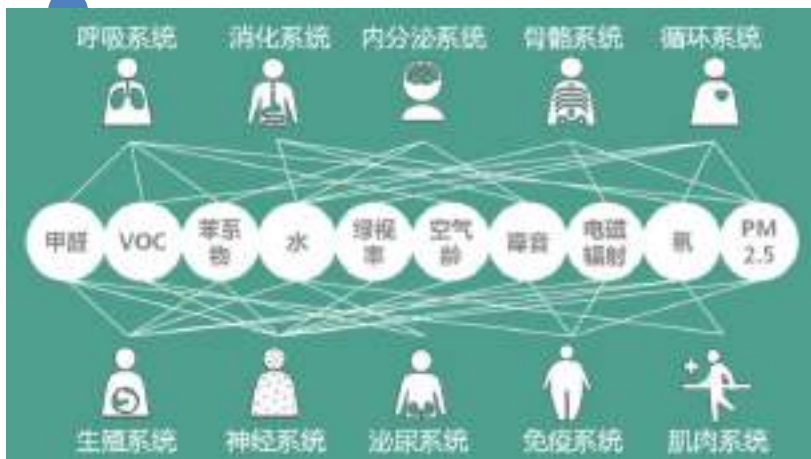 呼吸系统 消化系统 内分泌系统 骨骼系统 循环系统
甲醛 VOC 苯系物 水 绿视率 空气龄 噪音 电磁辐射 氡 PM2.5
生殖系统 神经系统 泌尿系统 免疫系统 肌肉系统